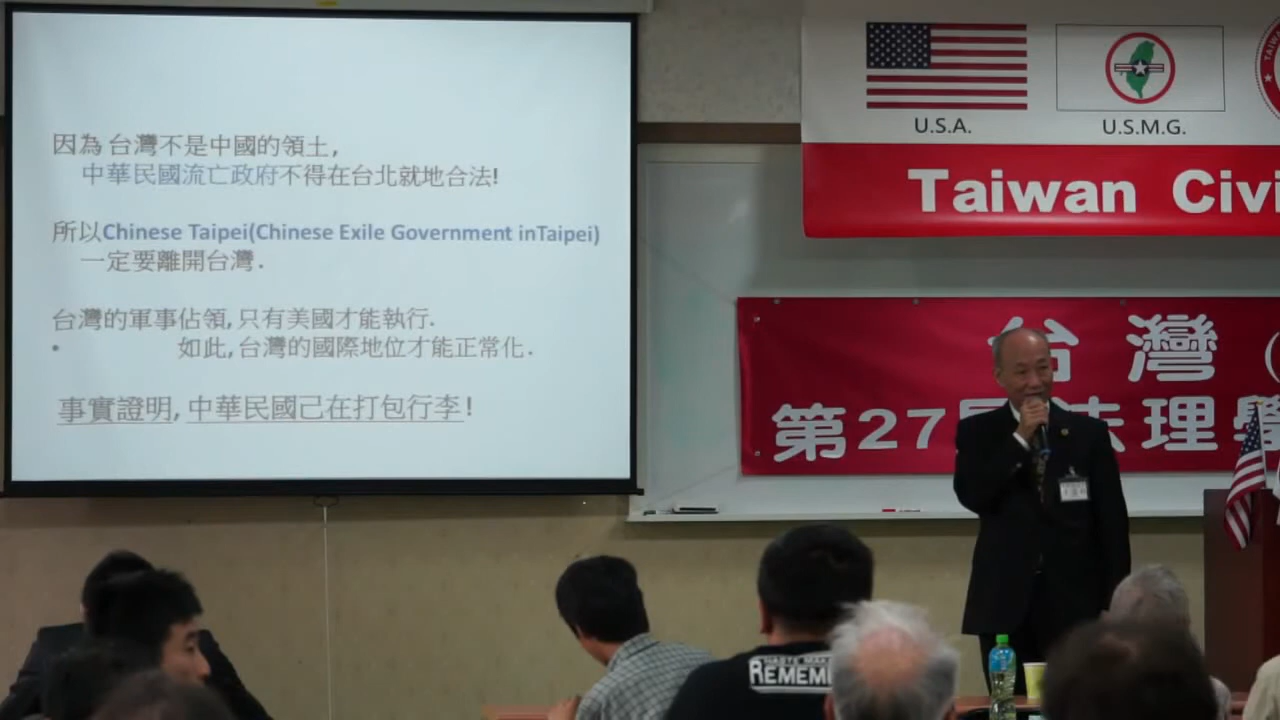 因為 台灣不是中國的領土,
中華民國流亡政府不得在台北就地合法!
所以Chinese Taipei(Chinese Exile Government inTaipei)
一定要離開台灣.
台灣的軍事佔領,只有美國才能執行.
• 如此,台灣的國際地位才能正常化.
事實證明,中華民國己在打包行李!
U.S.A.
U.S.M.G.
Taiwan Civi
台灣(
第27屆法理學
REMEM